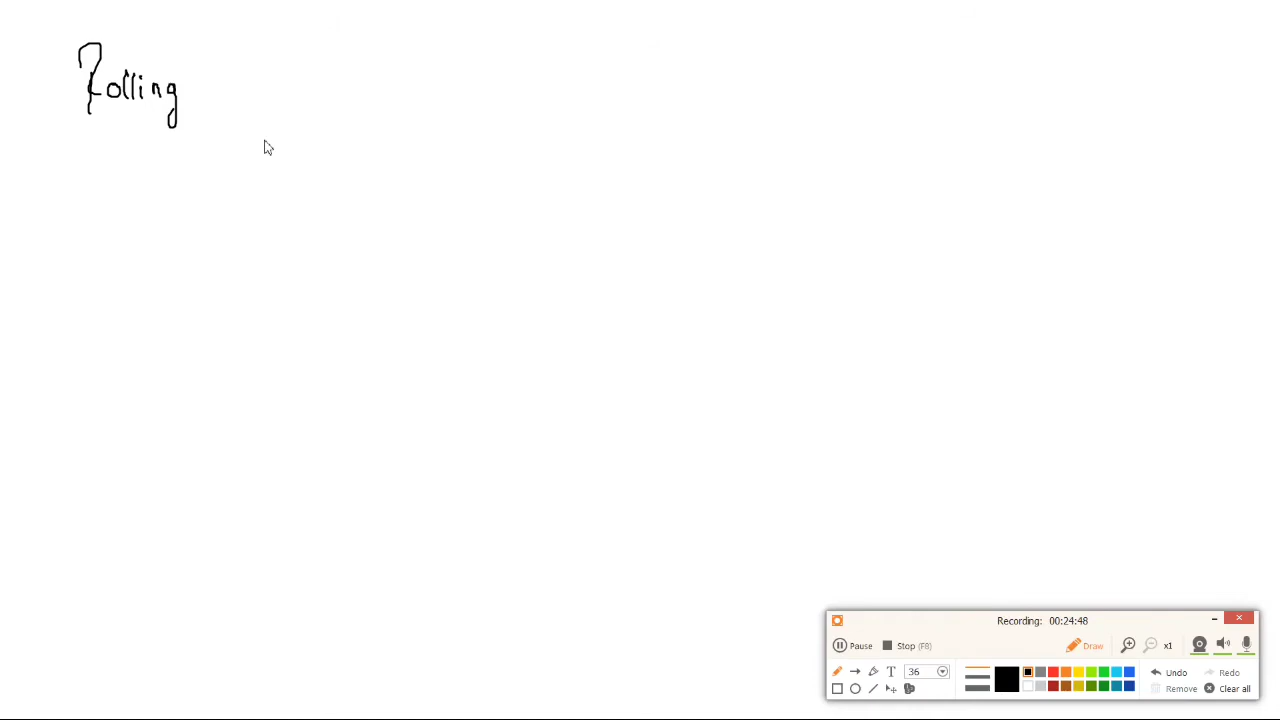 Rolling
Recording: 00:24:48
Pause Stop (F8) Draw x1
T 36 Undo Redo
Remove Clear all